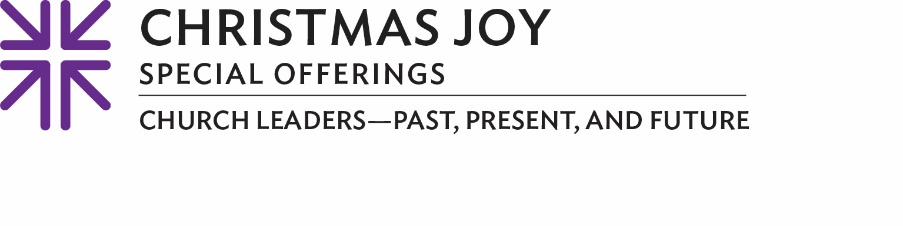 CHRISTMAS JOY
SPECIAL OFFERINGS
CHURCH LEADERS—PAST, PRESENT, AND FUTURE